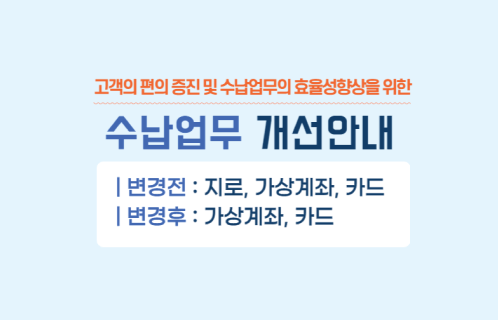 고객의 편의 증진 및 수납업무의 효율성향상을 위한
수납업무 개선안내
| 변경전 : 지로, 가상계좌, 카드
| 변경후 : 가상계좌, 카드